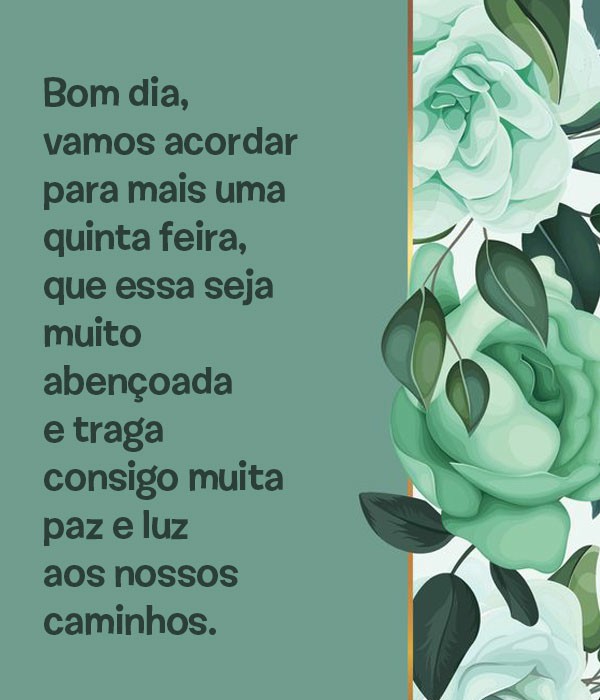 Bom dia,
vamos acordar
para mais uma
quinta feira,
que essa seja
muito
abençoada
e traga
consigo muita
paz e luz
aos nossos
caminhos.